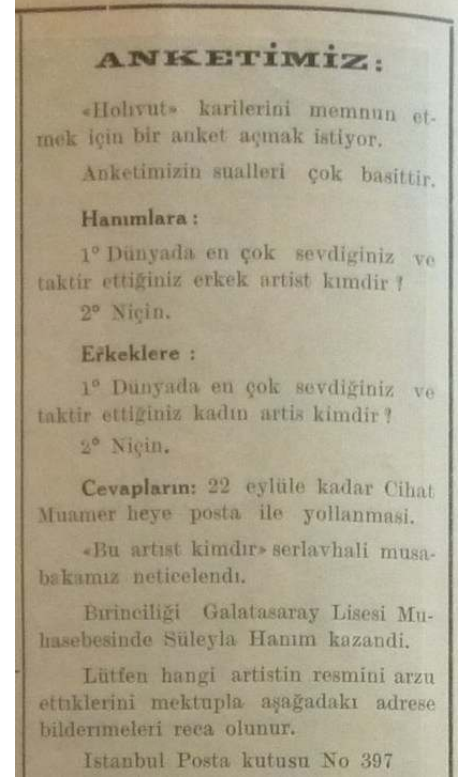 ANKETİMİZ:
«Holıvut» karilerini memnun et-
mek için bir anket açmak istiyor.
Anketimizin sualleri çok basittir.
Hanımlara :
1° Dünyada en çok sevdiginiz ve
taktir ettiğiniz erkek artist kımdir ?
2° Niçin.
Erkeklere :
1° Dünyada en çok sevdiğiniz ve
taktir ettiğiniz kadın artis kimdir ?
2° Niçin.
Cevapların: 22 eylüle kadar Cihat
Muamer heye posta ile yollanmasi.
«Bu artıst kimdır» serlavhali musa-
bakamız neticelendı.
Bırinciliği Galatasaray Lisesi Mu-
hasebesinde Süleyla Hanım kazandi.
Lütfen hangi artistin resmini arzu
ettıklerini mektupla aşağadakı adrese
bilderımeleri reca olunur.
Istanbul Posta kutusu No 397